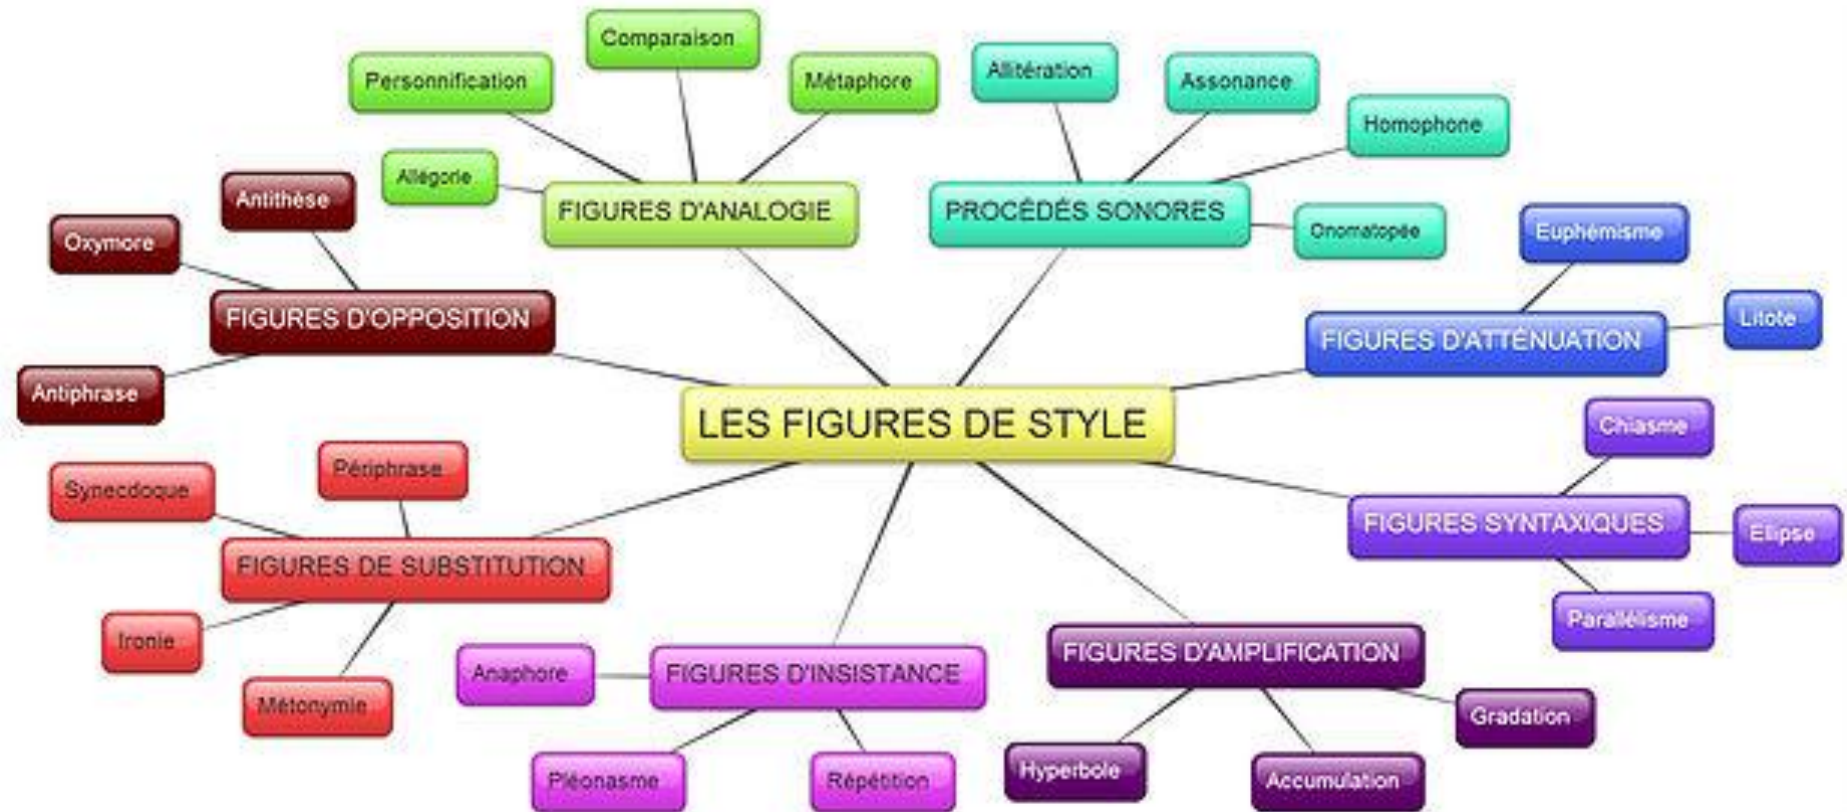 Comparaison
Personnification
Métaphore
Allégorie
FIGURES D'ANALOGIE
Allitération
Assonance
Homophone
Onomatopée
PROCÉDÉS SONORES
Antithèse
Oxymore
FIGURES D'OPPOSITION
Antiphrase
Euphémisme
Litote
FIGURES D'ATTÉNUATION
LES FIGURES DE STYLE
Chiasme
FIGURES SYNTAXIQUES
Elipse
Parallélisme
Périphrase
Synecdoque
FIGURES DE SUBSTITUTION
Ironie
Métonymie
Anaphore
FIGURES D'INSISTANCE
Pléonasme
Répétition
FIGURES D'AMPLIFICATION
Gradation
Hyperbole
Accumulation